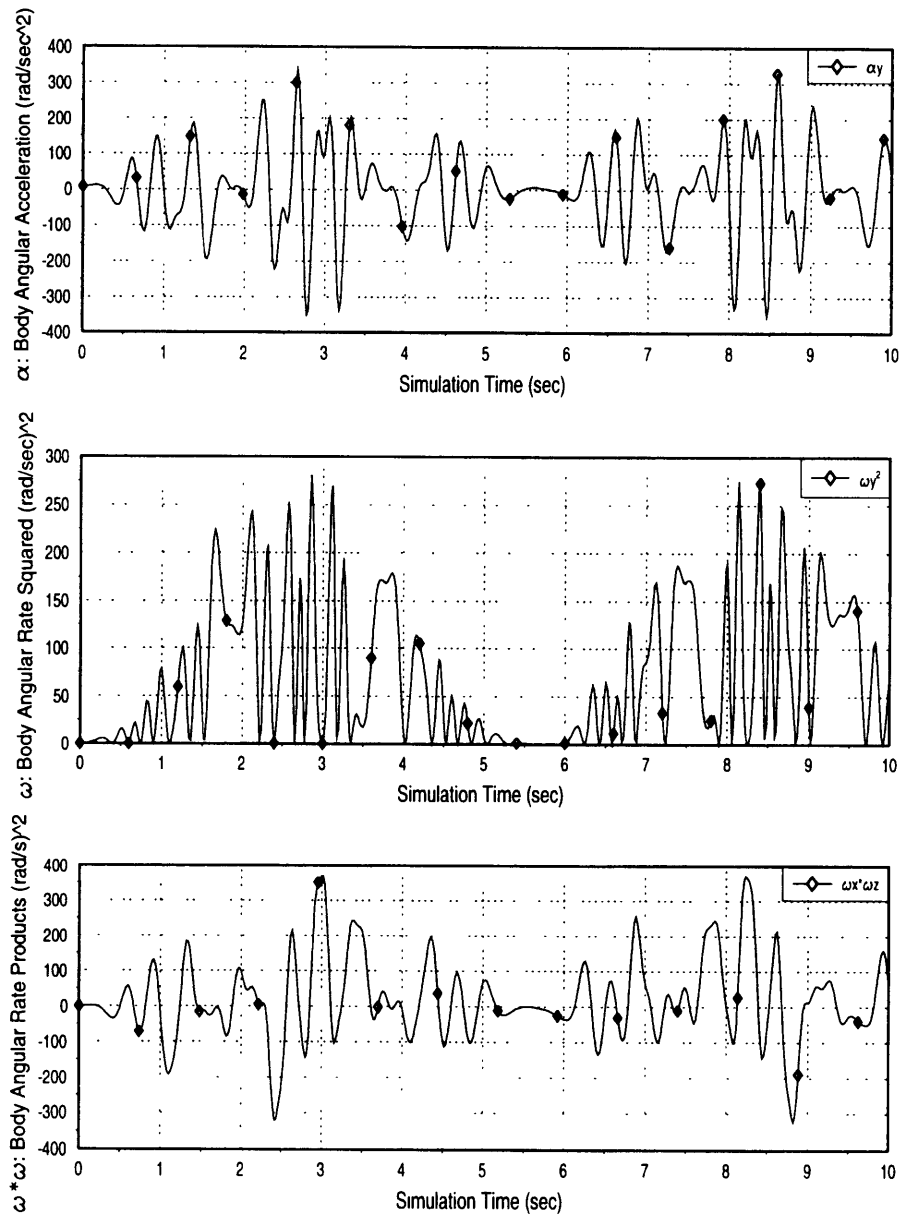 α: Body Angular Acceleration (rad/sec^2)
400
300
200
100
0
-100
-200
-300
-400
αy
0 1 2 3 4 5 6 7 8 9 10
Simulation Time (sec)
ω: Body Angular Rate Squared (rad/sec)^2
300
250
200
150
100
50
0
ωy²
0 1 2 3 4 5 6 7 8 9 10
Simulation Time (sec)
ω*ω: Body Angular Rate Products (rad/s)^2
400
300
200
100
0
-100
-200
-300
-400
ωx*ωz
0 1 2 3 4 5 6 7 8 9 10
Simulation Time (sec)